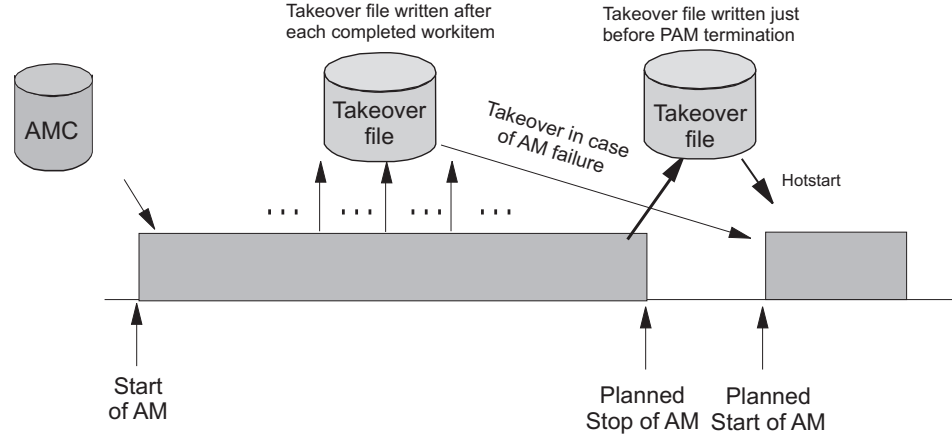 Takeover file written after
each completed workitem
Takeover file written just
before PAM termination
AMC
Takeover
file
Takeover in case
of AM failure
Takeover
file
Hotstart
Start
of AM
Planned
Stop of AM
Planned
Start of AM